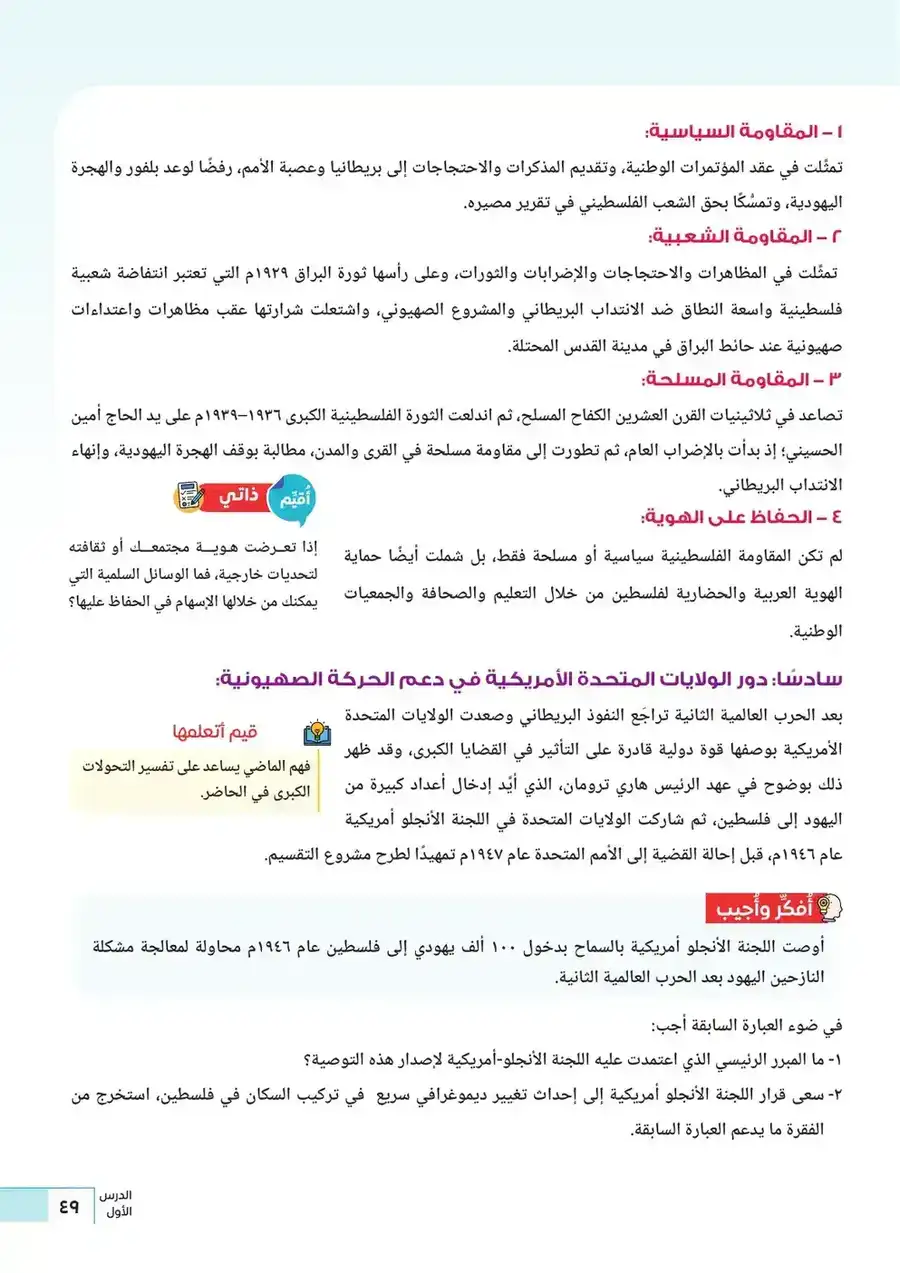 ١ – المقاومة السياسية:
تمثَّلت في عقد المؤتمرات الوطنية، وتقديم المذكرات والاحتجاجات إلى بريطانيا وعصبة الأمم، رفضًا لوعد بلفور والهجرة
اليهودية، وتمسُّكًا بحق الشعب الفلسطيني في تقرير مصيره.
٢ – المقاومة الشعبية:
تمثَّلت في المظاهرات والاحتجاجات والإضرابات والثورات، وعلى رأسها ثورة البراق ١٩٢٩م التي تعتبر انتفاضة شعبية
فلسطينية واسعة النطاق ضد الانتداب البريطاني والمشروع الصهيوني، واشتعلت شرارتها عقب مظاهرات واعتداءات
صهيونية عند حائط البراق في مدينة القدس المحتلة.
٣ – المقاومة المسلحة:
تصاعد في ثلاثينيات القرن العشرين الكفاح المسلح، ثم اندلعت الثورة الفلسطينية الكبرى ١٩٣٦–١٩٣٩م على يد الحاج أمين
الحسيني؛ إذ بدأت بالإضراب العام، ثم تطورت إلى مقاومة مسلحة في القرى والمدن، مطالبة بوقف الهجرة اليهودية، وإنهاء
الانتداب البريطاني.
٤ – الحفاظ على الهوية:
لم تكن المقاومة الفلسطينية سياسية أو مسلحة فقط، بل شملت أيضًا حماية
الهوية العربية والحضارية لفلسطين من خلال التعليم والصحافة والجمعيات
الوطنية.
أُقيِّم ذاتي
إذا تعـرضت هويـــة مجتمعـــك أو ثقافته
لتحديات خارجية، فما الوسائل السلمية التي
يمكنك من خلالها الإسهام في الحفاظ عليها؟
سادسًا: دور الولايات المتحدة الأمريكية في دعم الحركة الصهيونية:
بعد الحرب العالمية الثانية تراجَع النفوذ البريطاني وصعدت الولايات المتحدة
الأمريكية بوصفها قوة دولية قادرة على التأثير في القضايا الكبرى، وقد ظهر
ذلك بوضوح في عهد الرئيس هاري ترومان، الذي أيَّد إدخال أعداد كبيرة من
اليهود إلى فلسطين، ثم شاركت الولايات المتحدة في اللجنة الأنجلو أمريكية
عام ١٩٤٦م، قبل إحالة القضية إلى الأمم المتحدة عام ١٩٤٧م تمهيدًا لطرح مشروع التقسيم.
قيم أتعلمها
فهم الماضي يساعد على تفسير التحولات
الكبرى في الحاضر.
أفكِّر وأجيب
أوصت اللجنة الأنجلو أمريكية بالسماح بدخول ١٠٠ ألف يهودي إلى فلسطين عام ١٩٤٦م محاولة لمعالجة مشكلة
النازحين اليهود بعد الحرب العالمية الثانية.
في ضوء العبارة السابقة أجب:
١- ما المبرر الرئيسي الذي اعتمدت عليه اللجنة الأنجلو-أمريكية لإصدار هذه التوصية؟
٢- سعى قرار اللجنة الأنجلو أمريكية إلى إحداث تغيير ديموغرافي سريع في تركيب السكان في فلسطين، استخرج من
الفقرة ما يدعم العبارة السابقة.
الدرس
الأول
٤٩